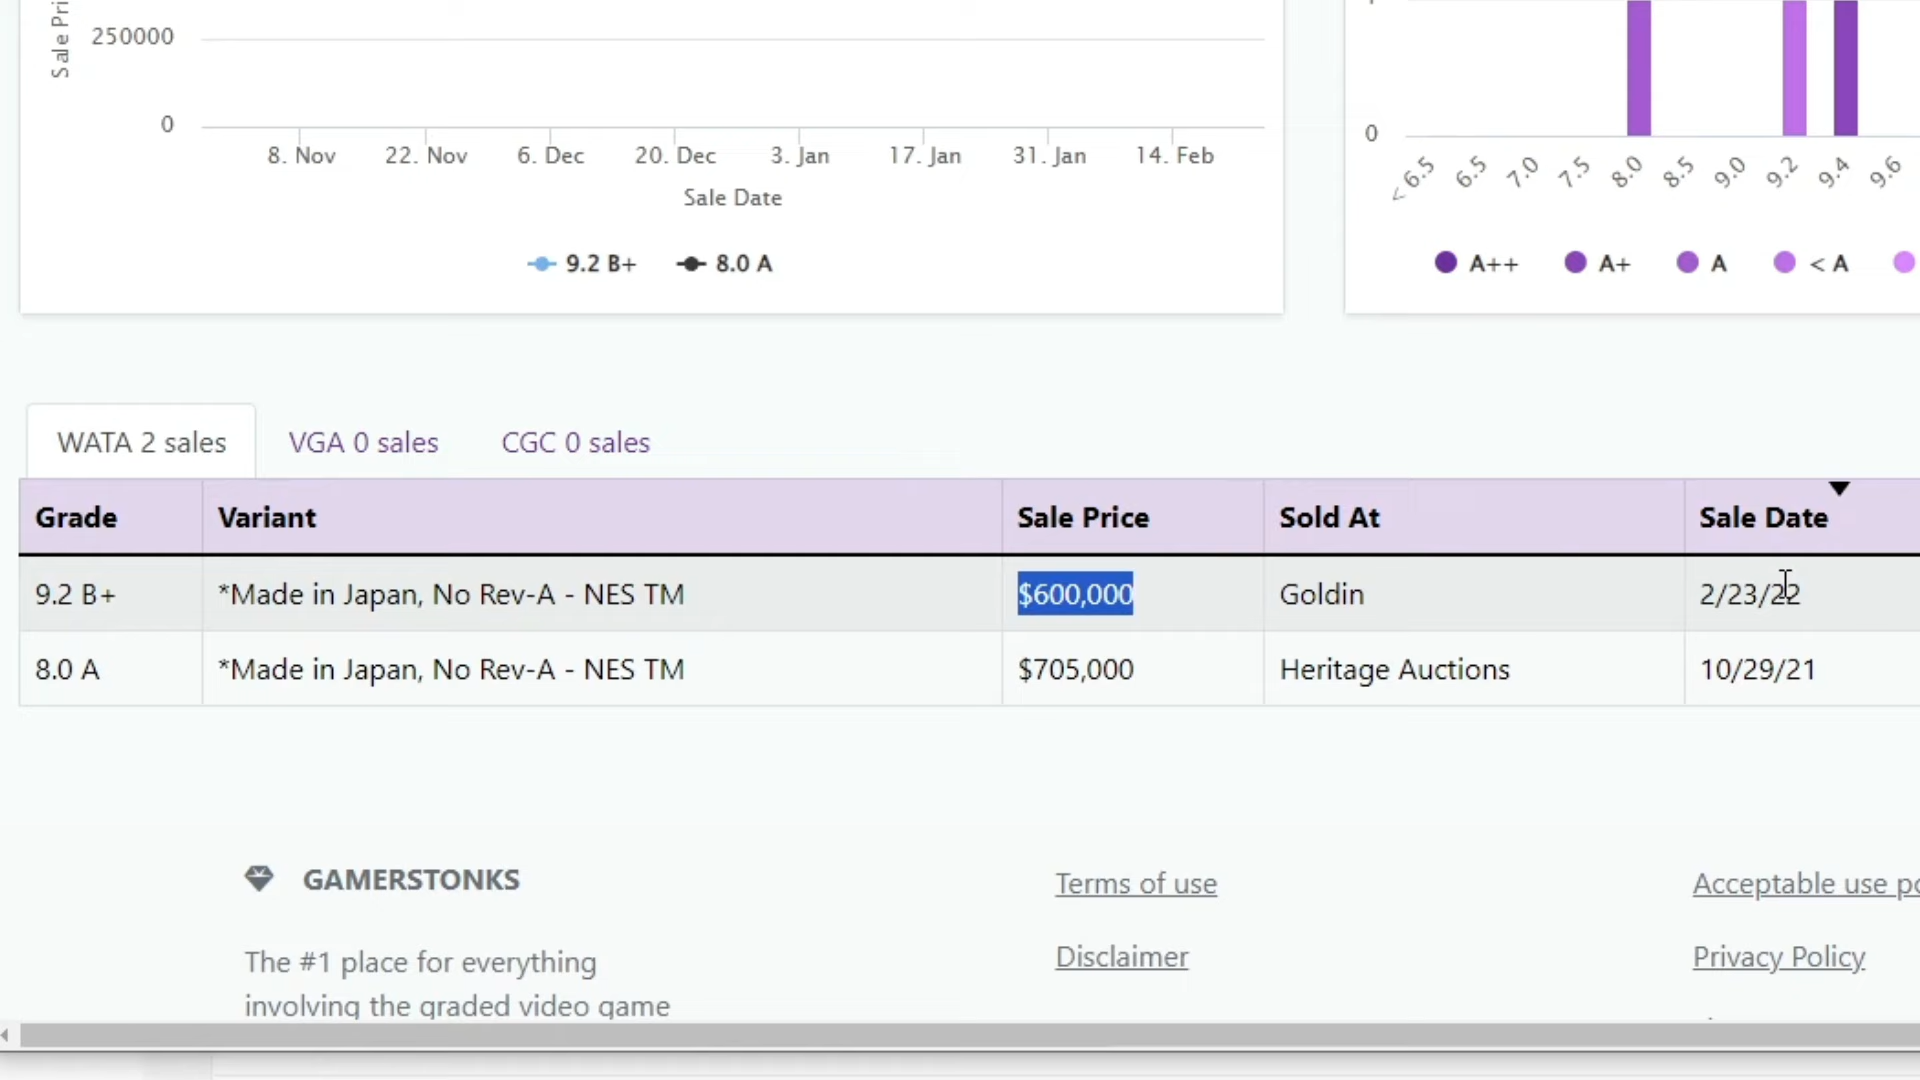 Sale Pri
250000
0
8. Nov 22. Nov 6. Dec 20. Dec 3. Jan 17. Jan 31. Jan 14. Feb
Sale Date
9.2 B+ 8.0 A
0
< 6.5 6.5 7.0 7.5 8.0 8.5 9.0 9.2 9.4 9.6
A++ A+ A < A
WATA 2 sales VGA 0 sales CGC 0 sales
Grade Variant Sale Price Sold At Sale Date
9.2 B+ *Made in Japan, No Rev-A - NES TM $600,000 Goldin 2/23/22
8.0 A *Made in Japan, No Rev-A - NES TM $705,000 Heritage Auctions 10/29/21
GAMERSTONKS Terms of use Acceptable use po
The #1 place for everything Disclaimer Privacy Policy
involving the graded video game